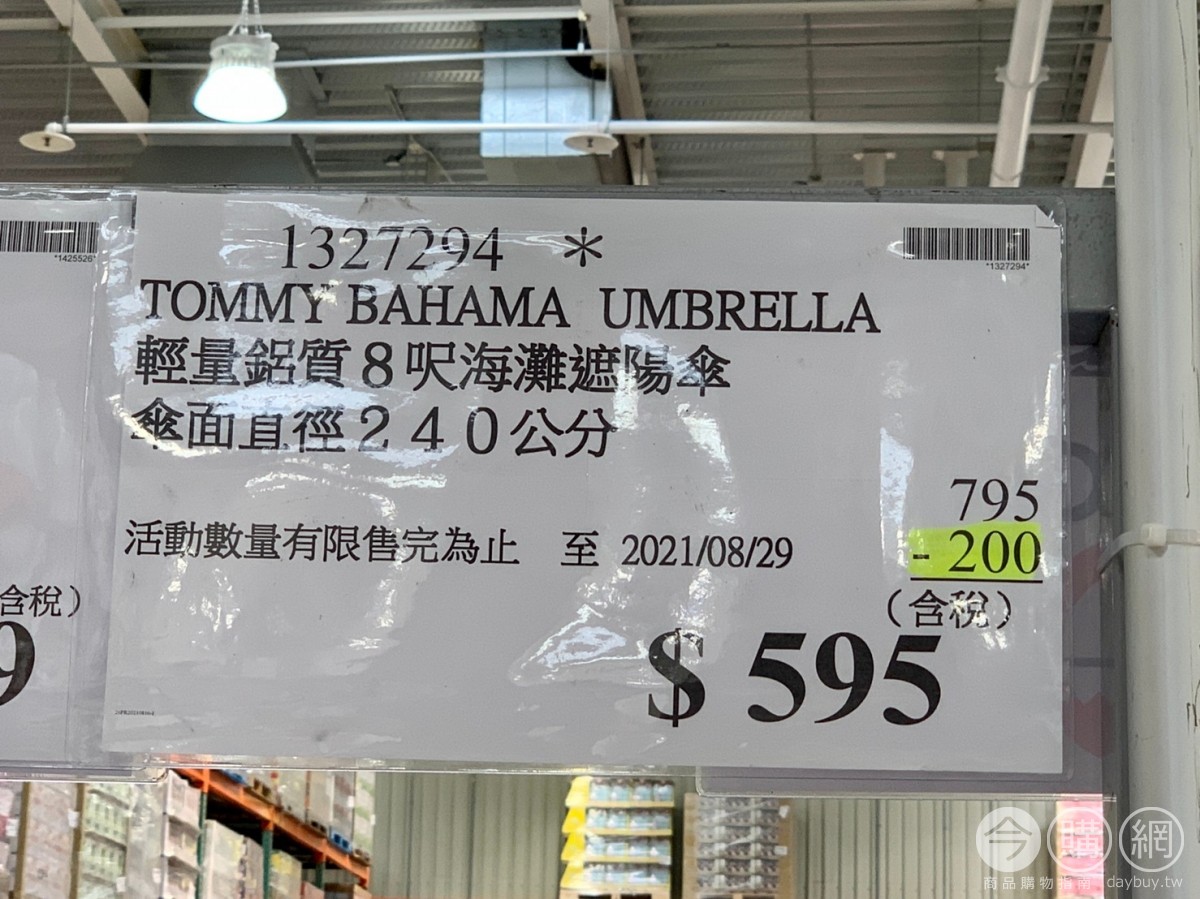 1327294 *
*1327294*
*1425526*
TOMMY BAHAMA UMBRELLA
輕量鋁質８呎海灘遮陽傘
傘面直徑２４０公分
795
活動數量有限售完為止 至 2021/08/29
- 200
(含稅)
含稅)
$ 595
9
今購網
商品購物指南 daybuy.tw